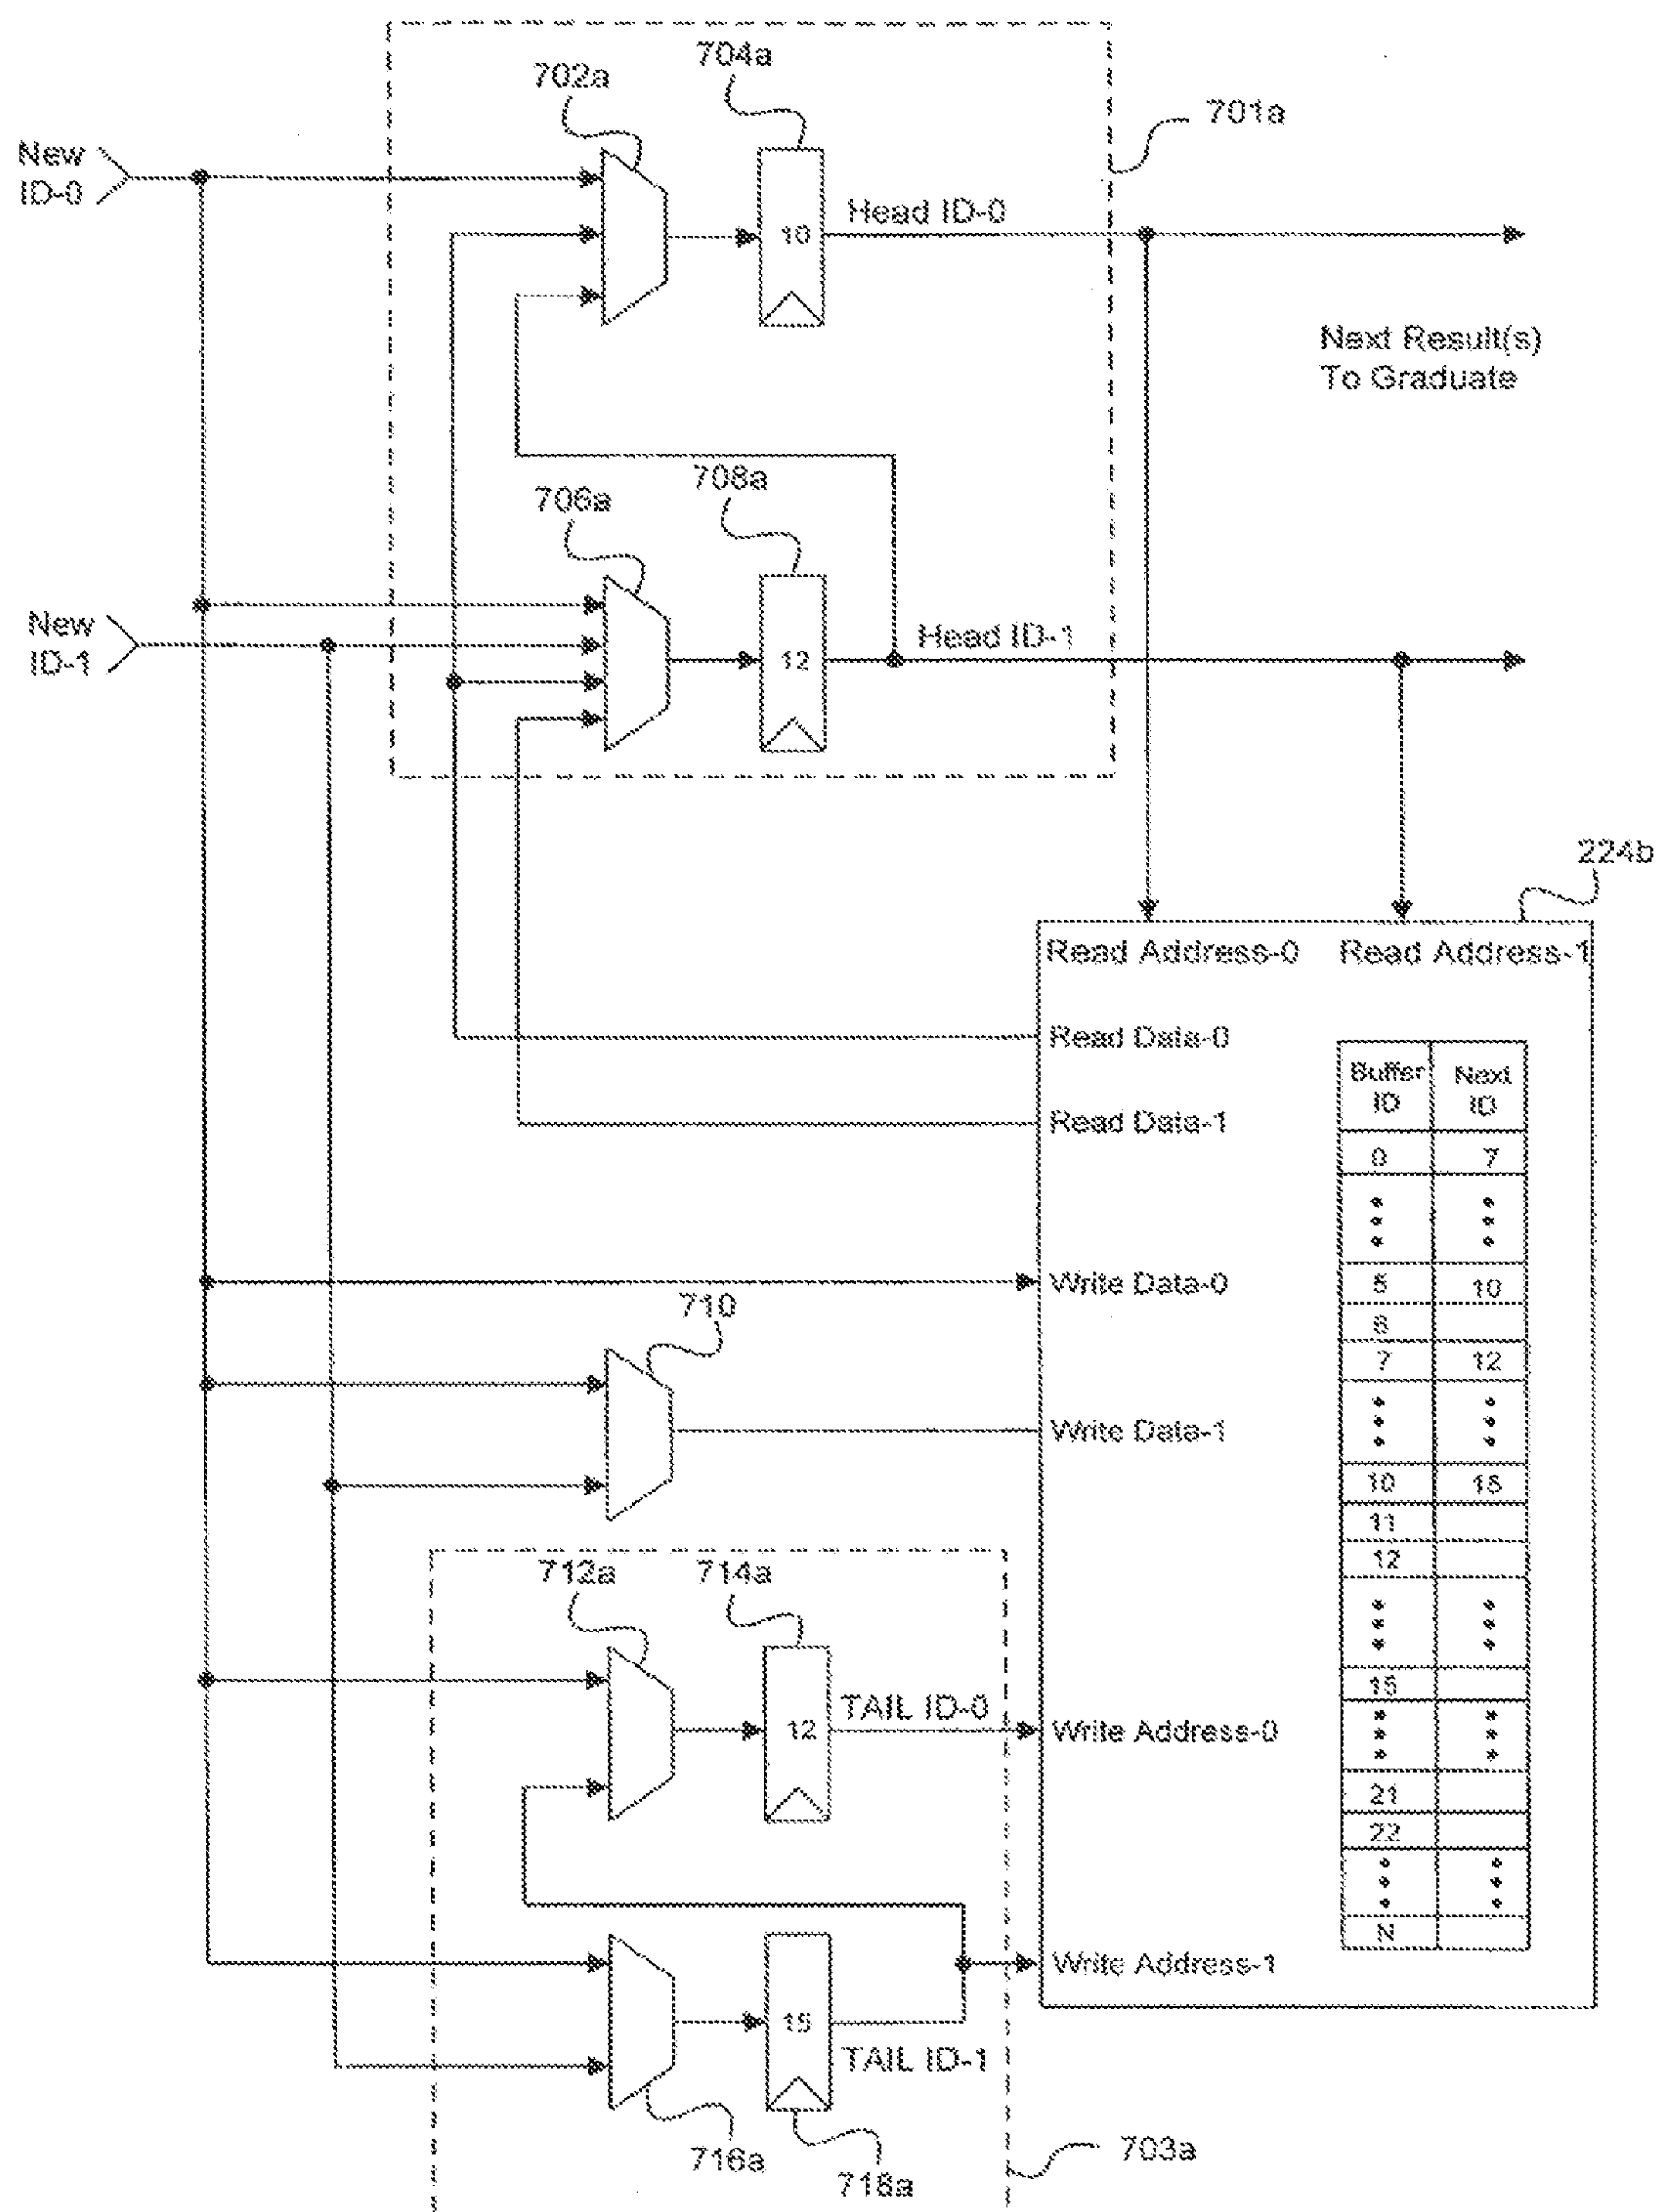 704a
702a
701a
New
ID-0
Head ID-0
10
Next Result(s)
To Graduate
708a
706a
New
ID-1
Head ID-1
12
224b
Read Address-0 Read Address-1
Read Data-0
Buffer Next
ID ID
Read Data-1
0 7
Write Data-0
5 10
710
6
7 12
Write Data-1
10 15
11
12
712a 714a
15
TAIL ID-0
12
Write Address-0
21
22
N
Write Address-1
15
TAIL ID-1
716a
718a
703a